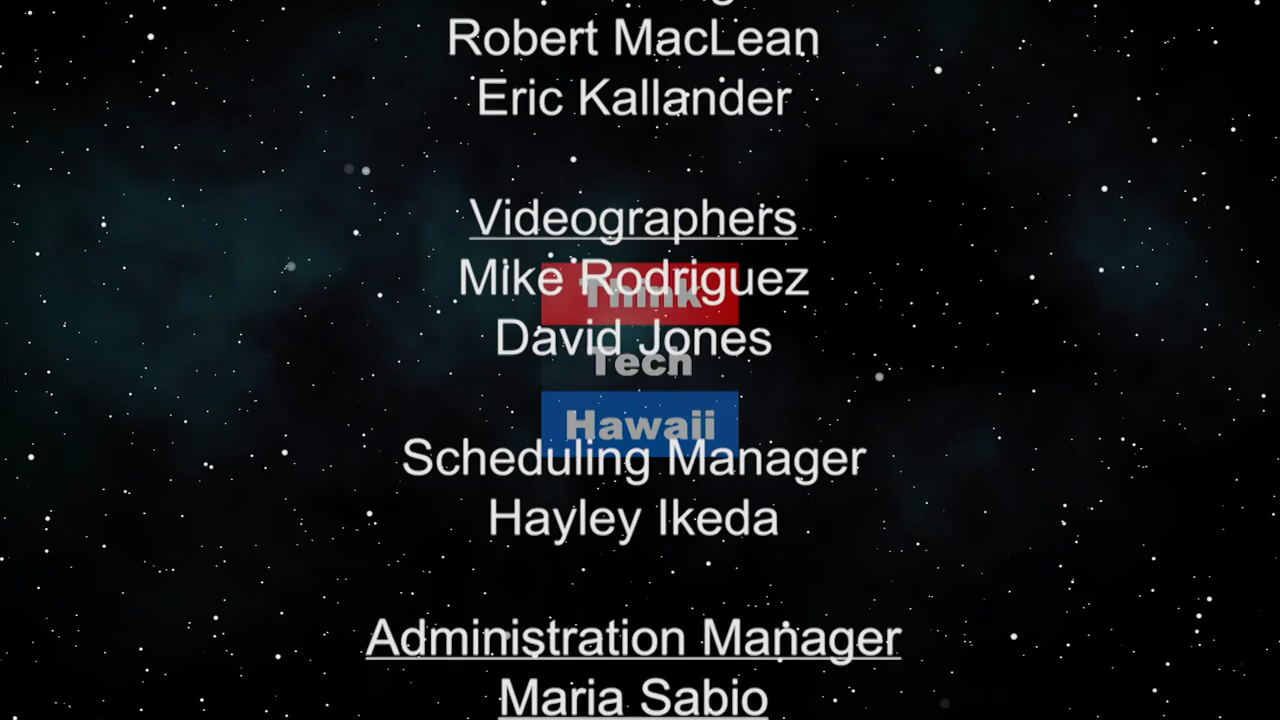 Robert MacLean
Eric Kallander
Videographers
Mike Rodriguez
David Jones
Think
Tech
Hawaii
Scheduling Manager
Hayley Ikeda
Administration Manager
Maria Sabio